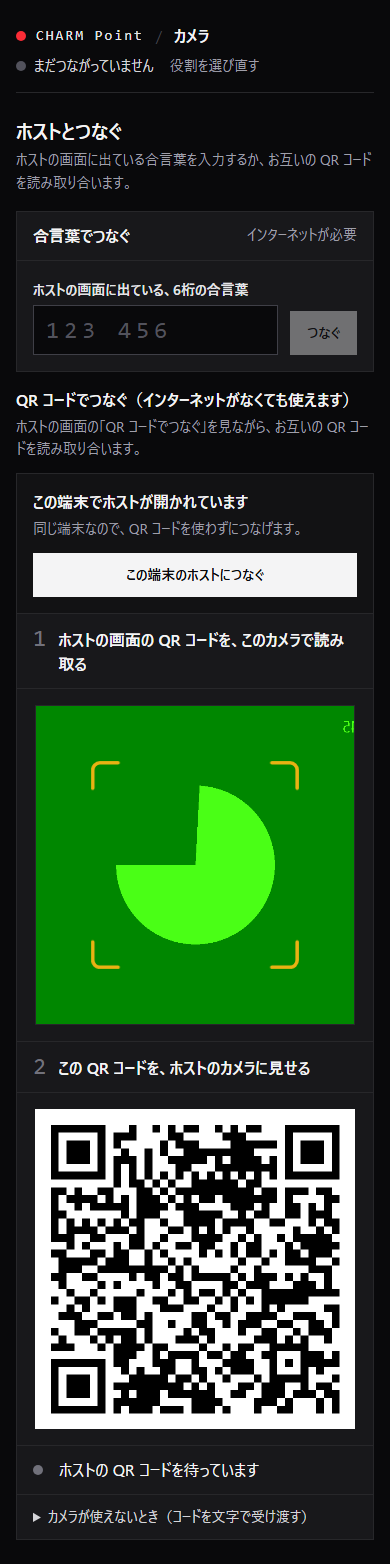 CHARM Point / カメラ
まだつながっていません 役割を選び直す
ホストとつなぐ
ホストの画面に出ている合言葉を入力するか、お互いの QR コード
を読み取り合います。
合言葉でつなぐ インターネットが必要
ホストの画面に出ている、6桁の合言葉
123 456 つなぐ
QR コードでつなぐ（インターネットがなくても使えます）
ホストの画面の「QR コードでつなぐ」を見ながら、お互いの QR コー
ドを読み取り合います。
この端末でホストが開かれています
同じ端末なので、QR コードを使わずにつなげます。
この端末のホストにつなぐ
1 ホストの画面の QR コードを、このカメラで読み
取る
2 この QR コードを、ホストのカメラに見せる
ホストの QR コードを待っています
▶ カメラが使えないとき（コードを文字で受け渡す）